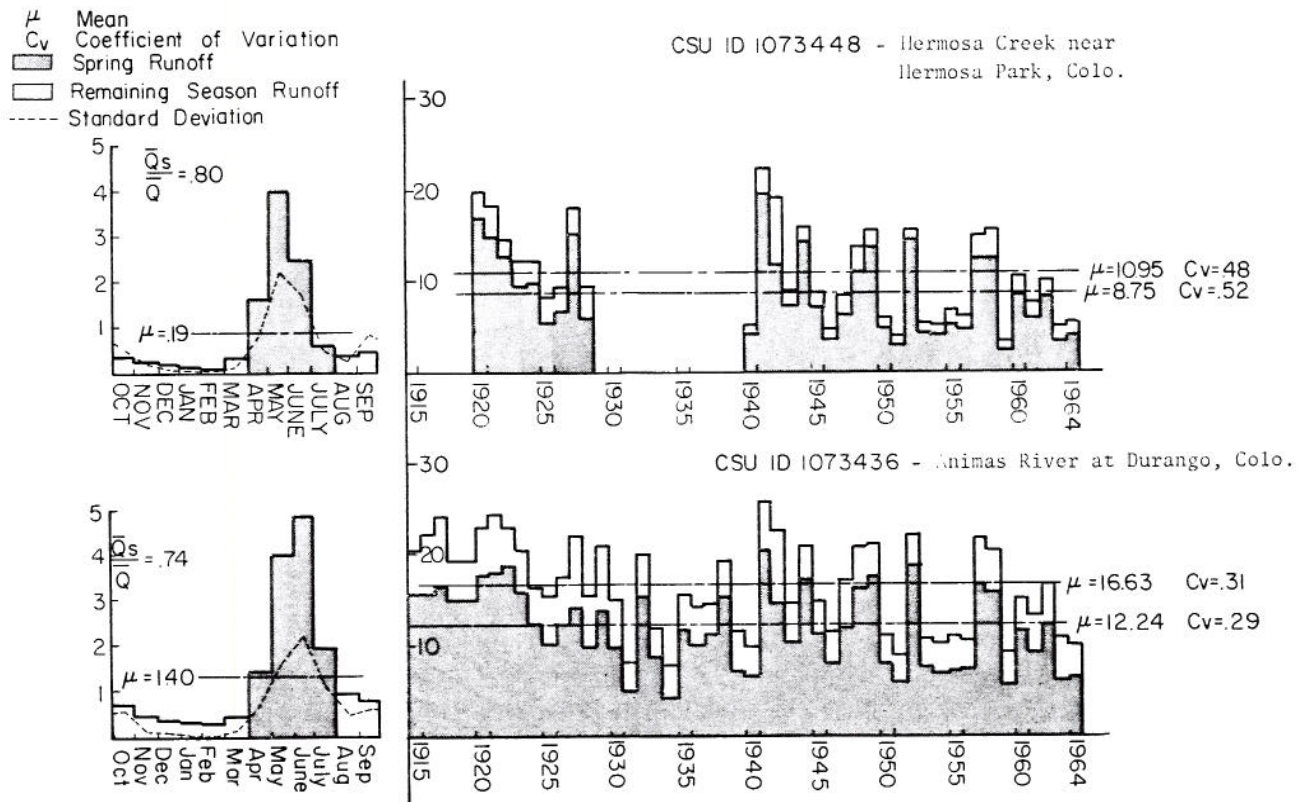 μ Mean
Cv Coefficient of Variation
Spring Runoff
Remaining Season Runoff
Standard Deviation
CSU ID 1073448 - Hermosa Creek near
Hermosa Park, Colo.
5
4
3
2
1
Q̄s
Q̄ =.80
μ=.19
OCT NOV DEC JAN FEB MAR APR MAY JUNE JULY AUG SEP
30
20
10
μ=10.95 Cv=.48
μ=8.75 Cv=.52
1915 1920 1925 1930 1935 1940 1945 1950 1955 1960 1964
CSU ID 1073436 - Animas River at Durango, Colo.
5
4
3
2
1
Q̄s
Q̄ =.74
μ=1.40
Oct Nov Dec Jan Feb Mar Apr May June July Aug Sep
30
20
10
μ=16.63 Cv=.31
μ=12.24 Cv=.29
1915 1920 1925 1930 1935 1940 1945 1950 1955 1960 1964